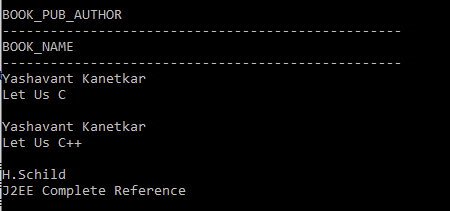 BOOK_PUB_AUTHOR
--------------------------------------------------
BOOK_NAME
--------------------------------------------------
Yashavant Kanetkar
Let Us C
Yashavant Kanetkar
Let Us C++
H.Schild
J2EE Complete Reference